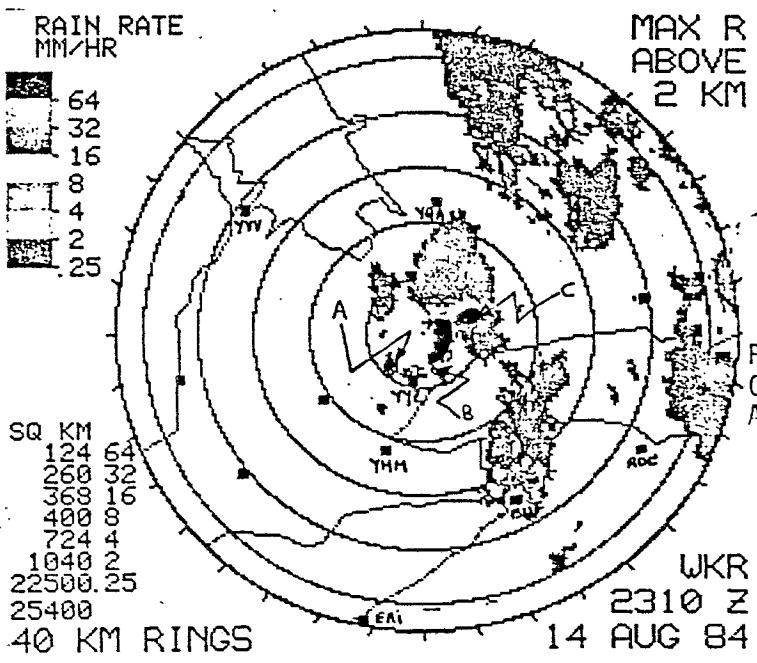 RAIN RATE
MM/HR
64
32
16
8
4
2
.25
MAX R
ABOVE
2 KM
YVV
YQA
A
C
B
YYZ
YHM
BUF
ROC
ERI
SQ KM
124 64
260 32
368 16
400 8
724 4
1040 2
22500.25
25400
40 KM RINGS
WKR
2310 Z
14 AUG 84